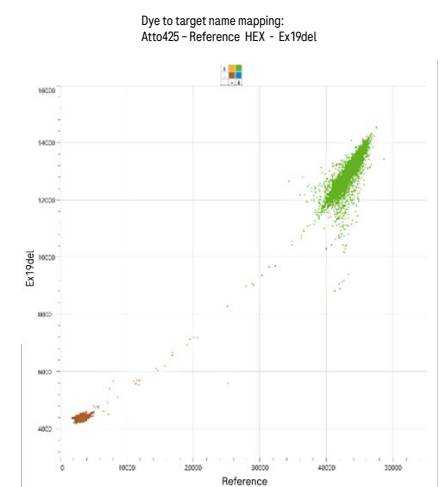 Dye to target name mapping:
Atto425 – Reference HEX - Ex19del
16000
14000
12000
10000
8000
6000
4000
Ex19del
0 10000 20000 30000 40000 50000
Reference